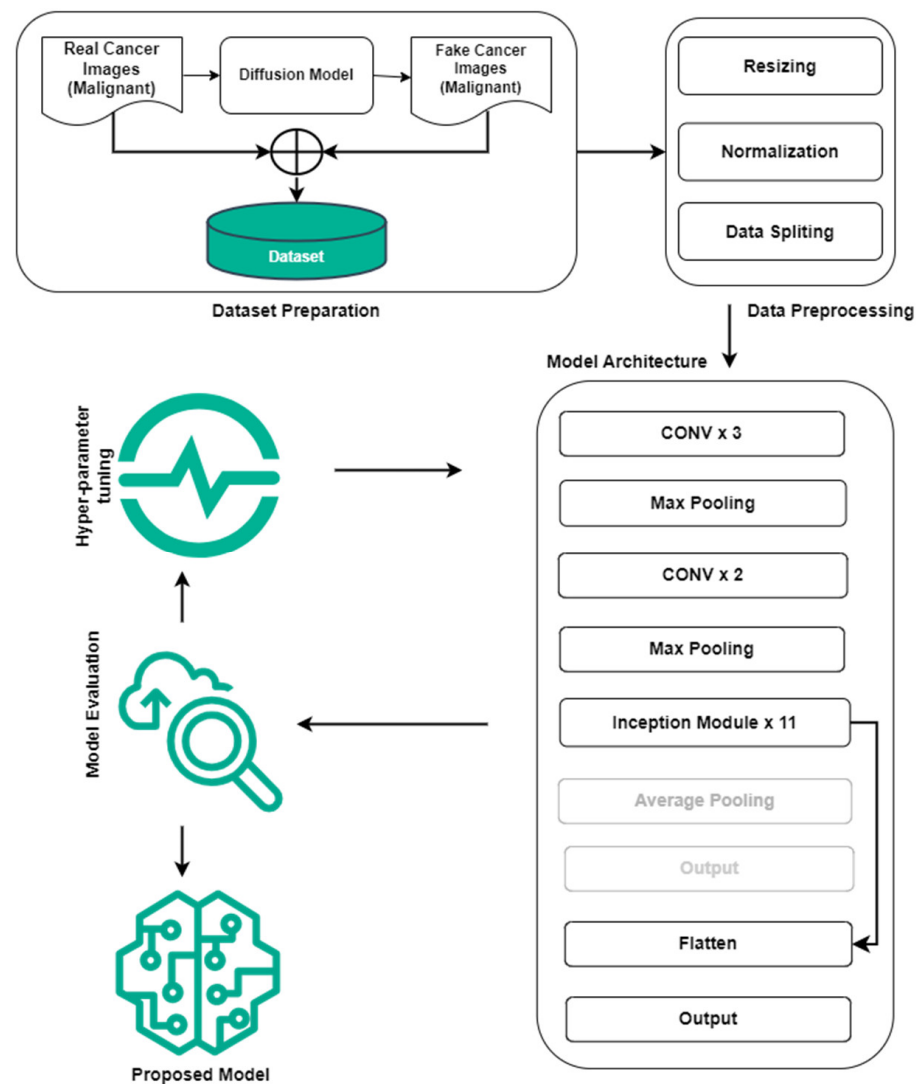 Real Cancer
Images
(Malignant)
Diffusion Model
Fake Cancer
Images
(Malignant)
Dataset
Dataset Preparation
Resizing
Normalization
Data Spliting
Data Preprocessing
Model Architecture
CONV x 3
Max Pooling
CONV x 2
Max Pooling
Inception Module x 11
Average Pooling
Output
Flatten
Output
Hyper-parameter
tuning
Model Evaluation
Proposed Model